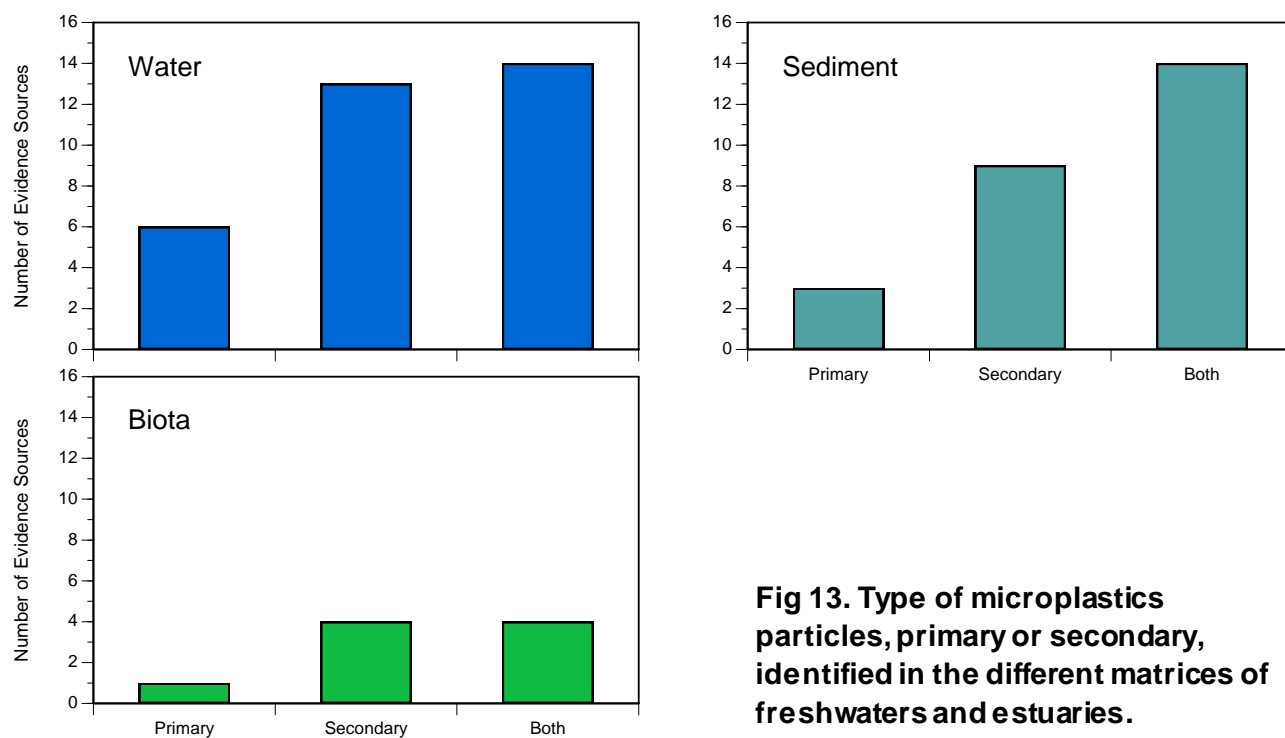 Number of Evidence Sources
16
14
12
10
8
6
4
2
0
Water
16
14
12
10
8
6
4
2
0
Sediment
Primary
Secondary
Both
Number of Evidence Sources
16
14
12
10
8
6
4
2
0
Biota
Primary
Secondary
Both
Fig 13. Type of microplastics
particles, primary or secondary,
identified in the different matrices of
freshwaters and estuaries.